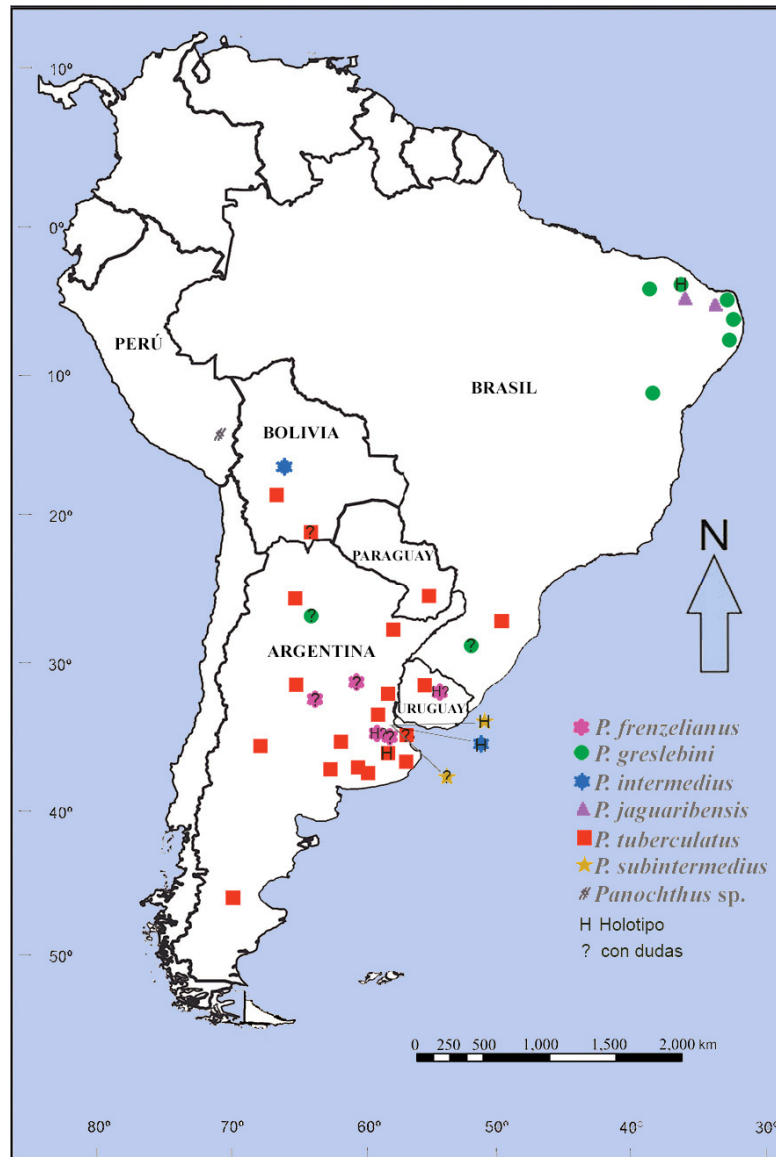 10º
0º
PERÚ
H
BRASIL
10º
BOLIVIA
#
20º
?
PARAGUAY
N
?
?
ARGENTINA
30º
?
?
H?
URUGUAY
H
H?
?
?
H
H
?
40º
50º
P. frenzelianus
P. greslebini
P. intermedius
P. jaguaribensis
P. tuberculatus
P. subintermedius
# Panochthus sp.
H Holotipo
? con dudas
0 250 500 1,000 1,500 2,000 km
80º 70º 60º 50º 40º 30º